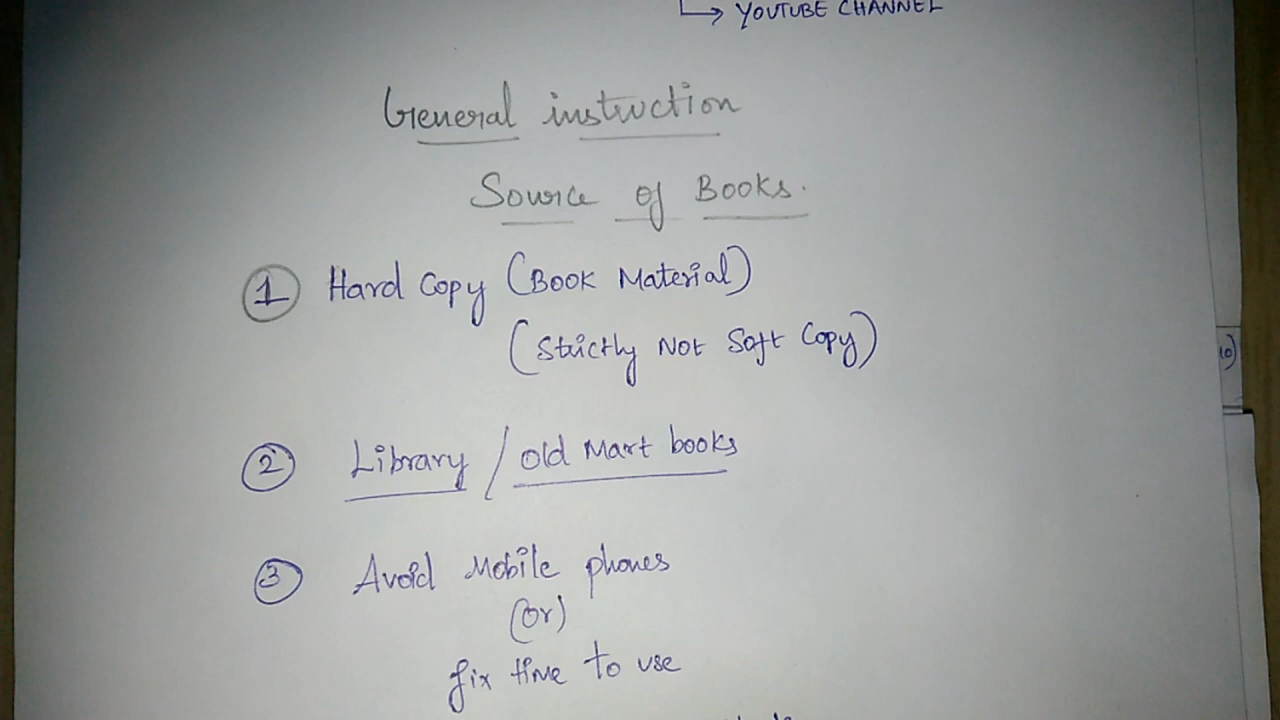 → YOUTUBE CHANNEL
General instruction
Source of Books.
① Hard Copy (Book Material)
(Strictly Not Soft Copy)
② Library / old Mart books
③ Avoid Mobile phones
(or)
fix time to use